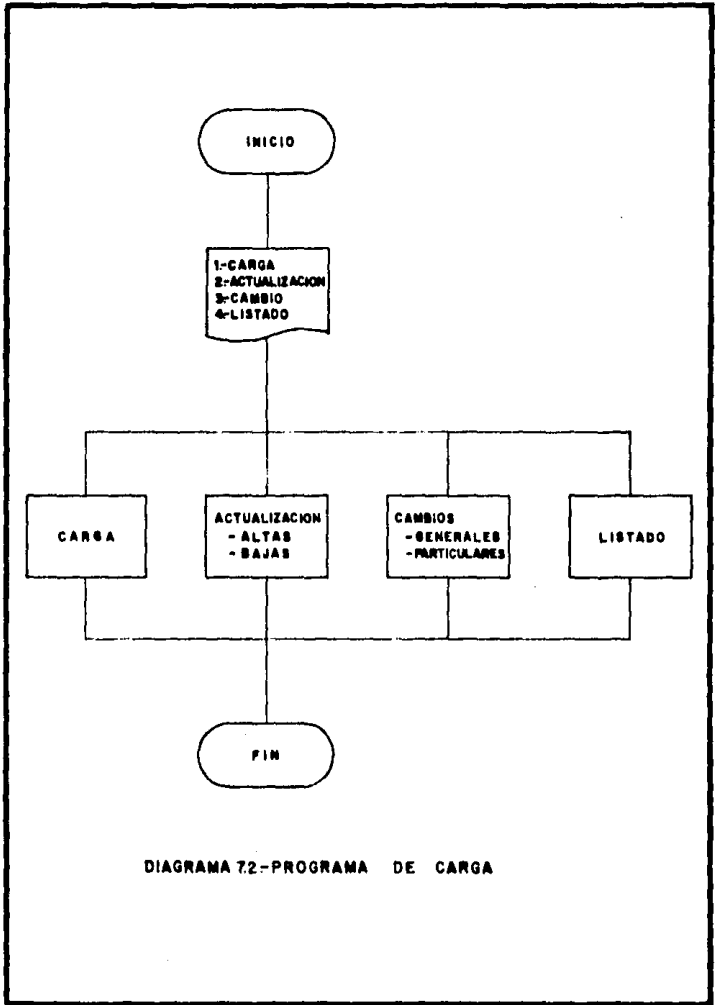 INICIO
1.-CARGA
2.-ACTUALIZACION
3.-CAMBIO
4.-LISTADO
CARGA
ACTUALIZACION
- ALTAS
- BAJAS
CAMBIOS
- GENERALES
- PARTICULARES
LISTADO
FIN
DIAGRAMA 7.2.-PROGRAMA DE CARGA